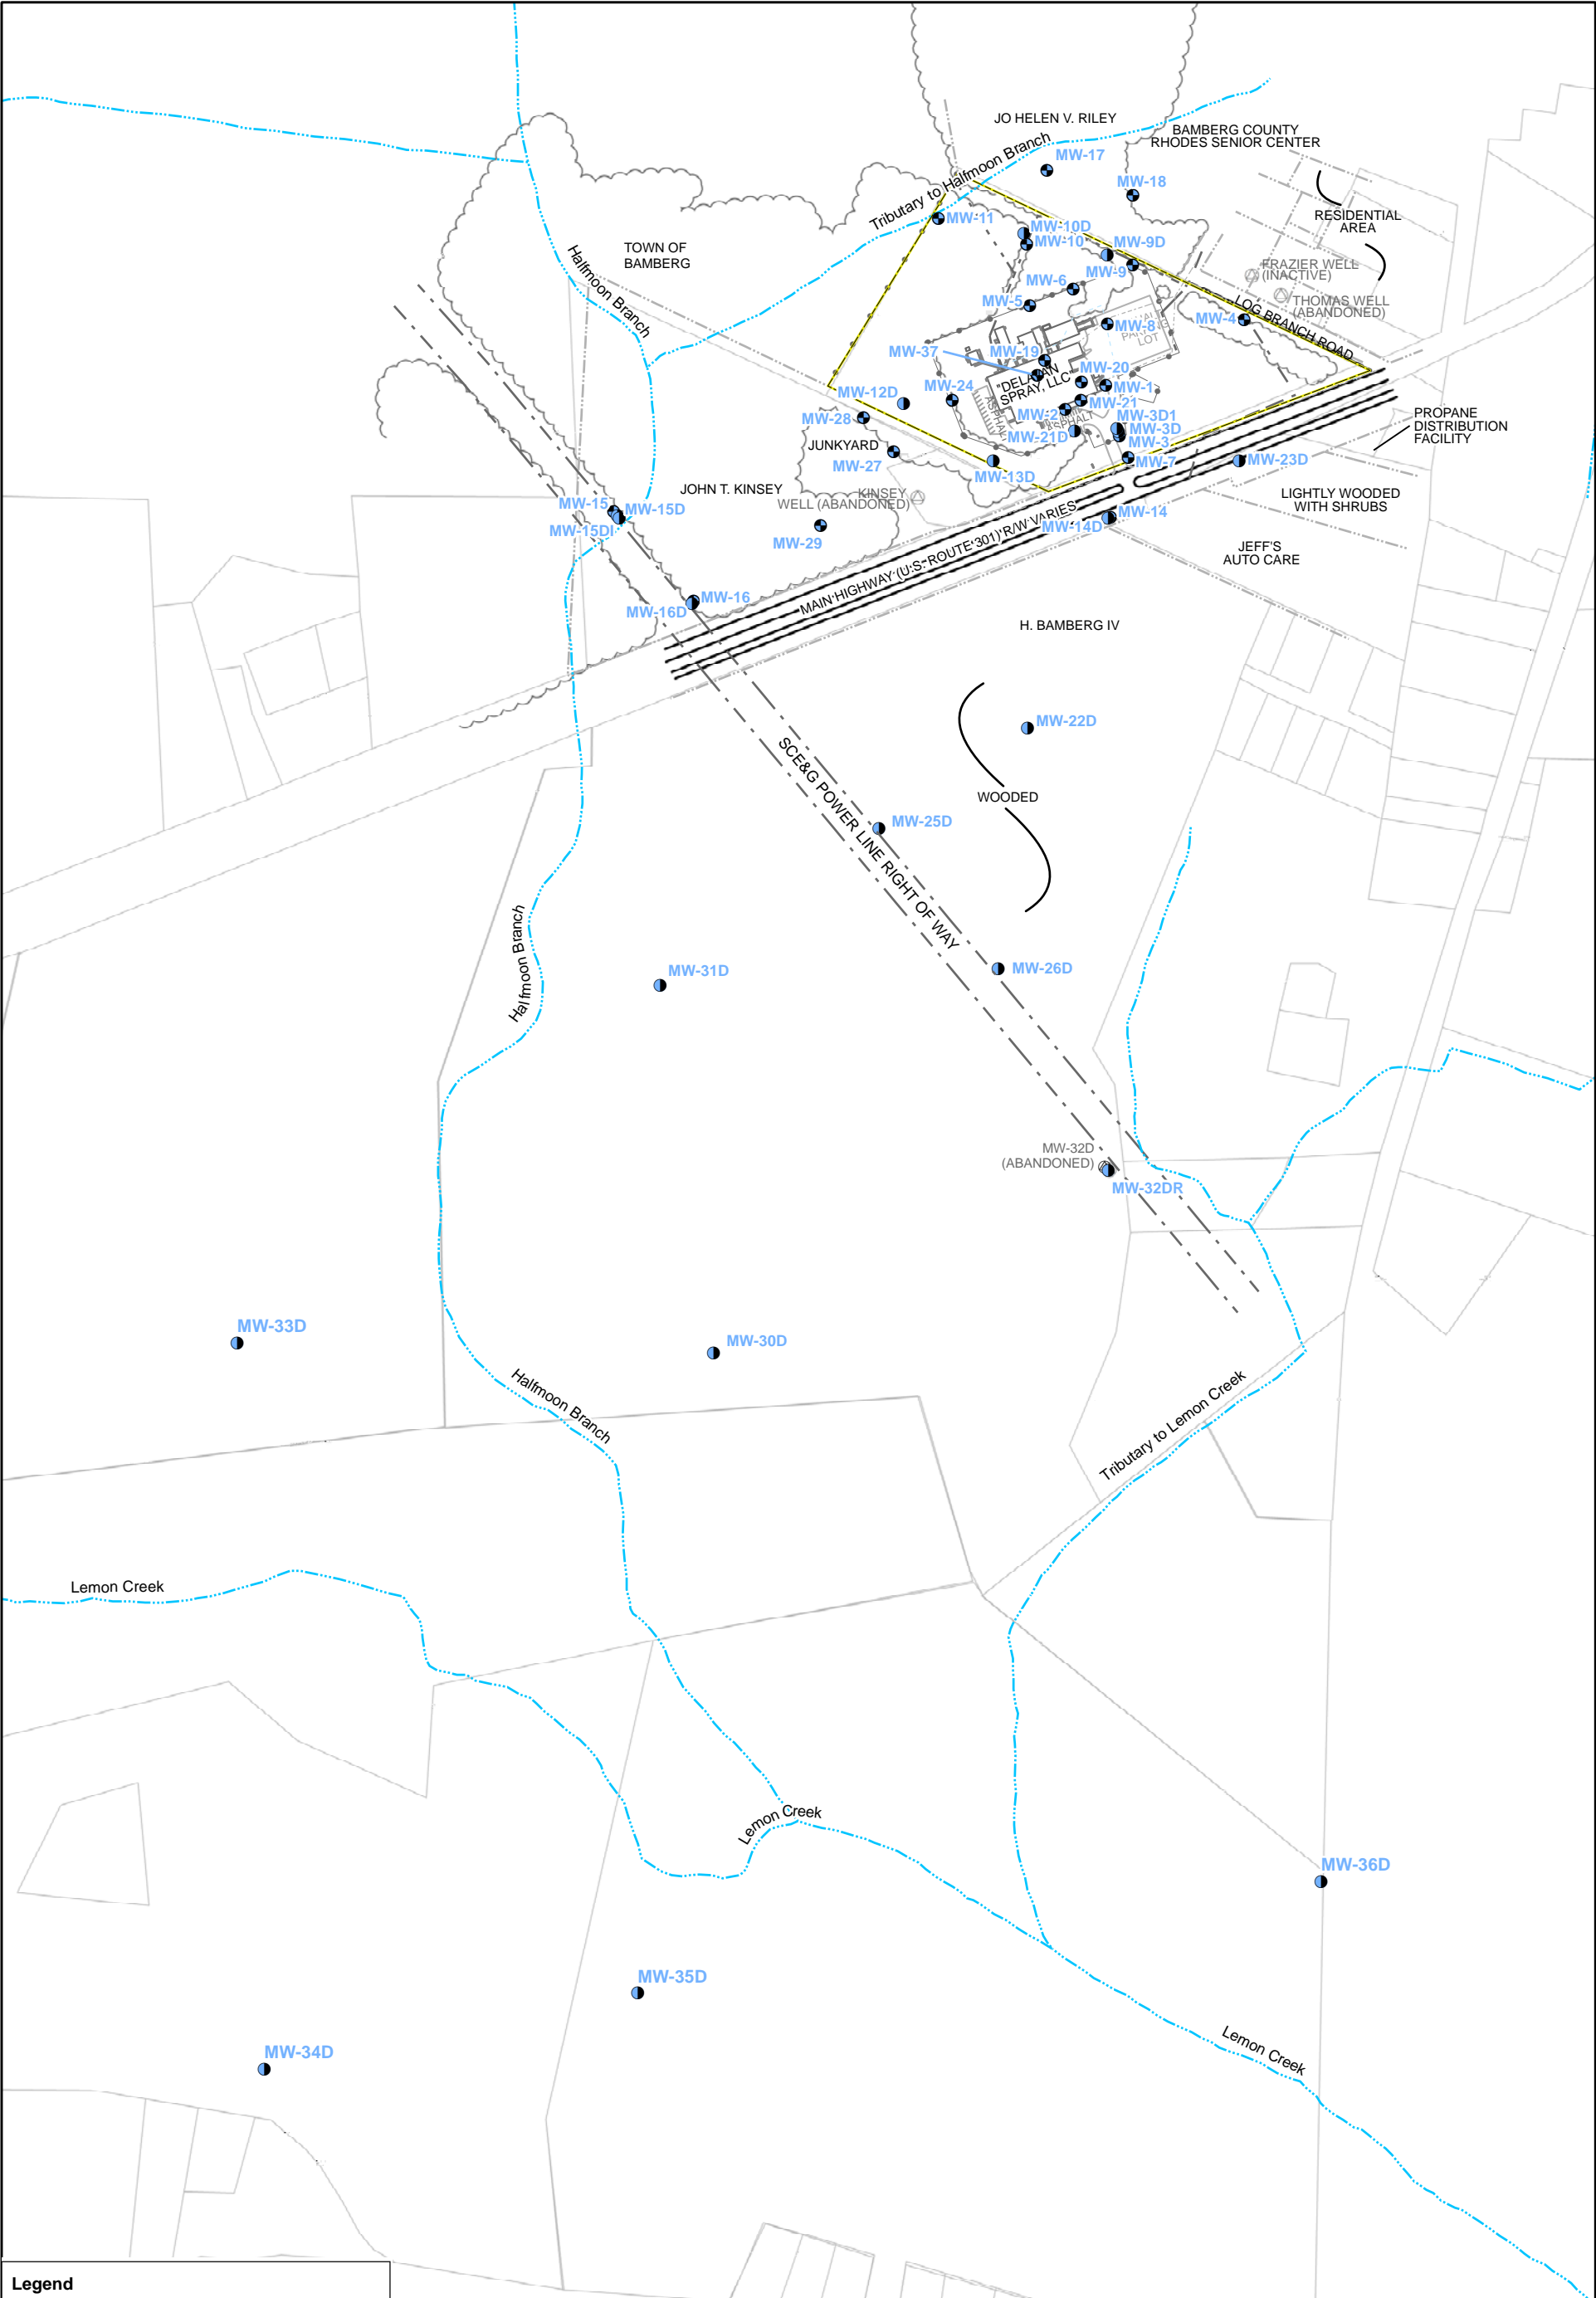 JO HELEN V. RILEY
BAMBERG COUNTY
RHODES SENIOR CENTER
Tributary to Halfmoon Branch
MW-17
MW-18
RESIDENTIAL
AREA
MW-11
MW-10D
MW-10
MW-9D
MW-9
TOWN OF
BAMBERG
Halfmoon Branch
FRAZIER WELL
(INACTIVE)
THOMAS WELL
(ABANDONED)
LOG BRANCH ROAD
MW-6
MW-5
MW-4
MW-8
PARKING
LOT
MW-37
MW-19
"DELAVAN
SPRAY, LLC"
MW-20
MW-1
MW-12D
MW-24
MW-21
MW-2
ASPHALT
ASPHALT
MW-28
MW-3D1
MW-3D
MW-3
MW-21D
JUNKYARD
MW-27
MW-7
MW-13D
MW-23D
PROPANE
DISTRIBUTION
FACILITY
JOHN T. KINSEY
KINSEY
WELL (ABANDONED)
LIGHTLY WOODED
WITH SHRUBS
MW-15
MW-15D
MW-15DI
MW-29
MW-14
MW-14D
MAIN HIGHWAY (U.S. ROUTE 301) R/W VARIES
JEFF'S
AUTO CARE
MW-16
MW-16D
H. BAMBERG IV
MW-22D
SCE&G POWER LINE RIGHT OF WAY
WOODED
MW-25D
Halfmoon Branch
MW-31D
MW-26D
MW-32D
(ABANDONED)
MW-32DR
MW-33D
MW-30D
Halfmoon Branch
Tributary to Lemon Creek
Lemon Creek
Lemon Creek
MW-36D
MW-35D
MW-34D
Lemon Creek
Legend